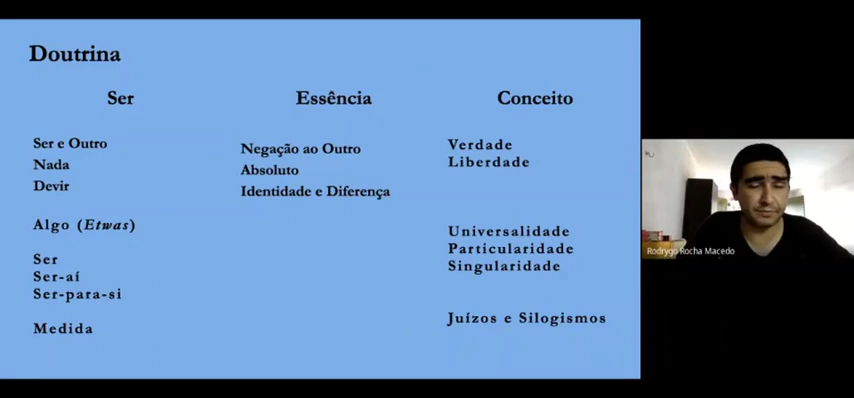 Doutrina
Ser
Ser e Outro
Nada
Devir
Algo (Etwas)
Ser
Ser-aí
Ser-para-si
Medida
Essência
Negação ao Outro
Absoluto
Identidade e Diferença
Conceito
Verdade
Liberdade
Universalidade
Particularidade
Singularidade
Juízos e Silogismos
Rodrygo Rocha Macedo